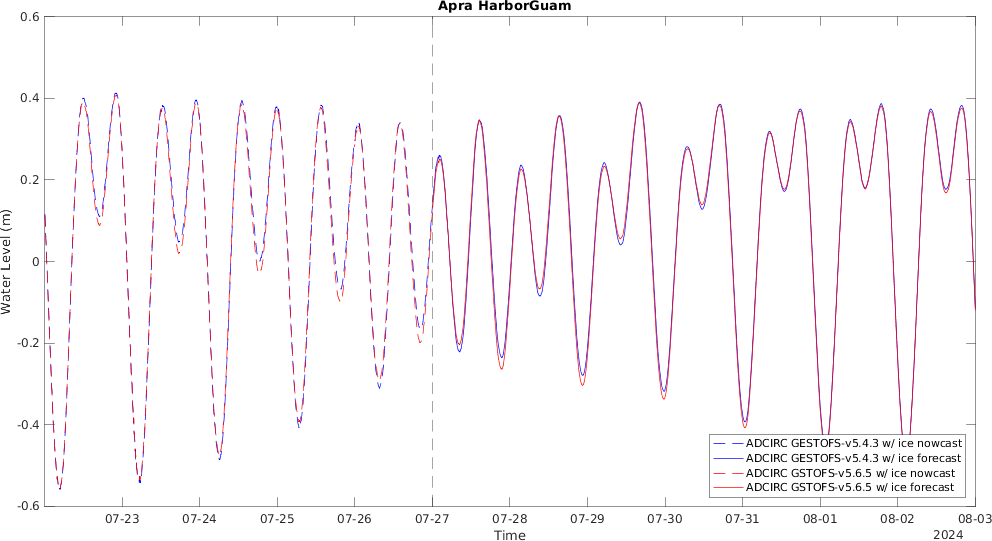 Apra HarborGuam
0.6
0.4
0.2
0
-0.2
-0.4
-0.6
Water Level (m)
ADCIRC GESTOFS-v5.4.3 w/ ice nowcast
ADCIRC GESTOFS-v5.4.3 w/ ice forecast
ADCIRC GSTOFS-v5.6.5 w/ ice nowcast
ADCIRC GSTOFS-v5.6.5 w/ ice forecast
07-23 07-24 07-25 07-26 07-27 07-28 07-29 07-30 07-31 08-01 08-02 08-03
Time
2024